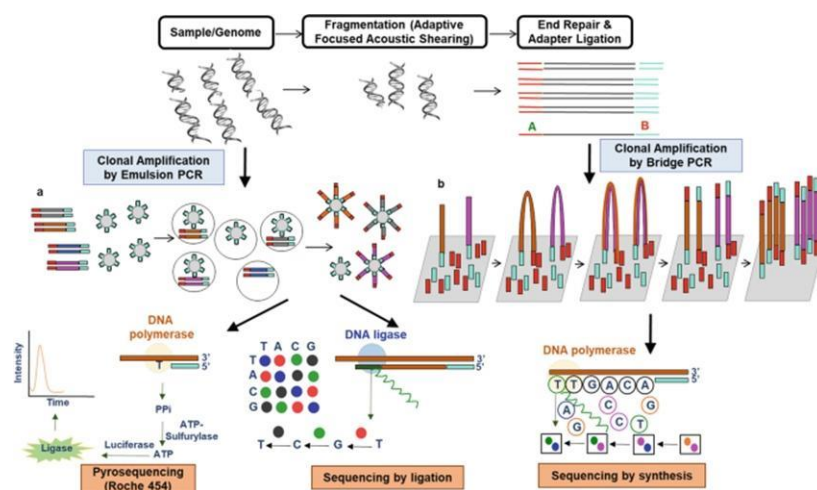 Sample/Genome
Fragmentation (Adaptive
Focused Acoustic Shearing)
End Repair &
Adapter Ligation
A
B
Clonal Amplification
by Emulsion PCR
Clonal Amplification
by Bridge PCR
a
b
DNA
polymerase
T
3'
5'
Intensity
Time
PPi
ATP-
Sulfurylase
Luciferase
ATP
Ligase
Pyrosequencing
(Roche 454)
T A C G
T
A
C
G
DNA ligase
3'
5'
T C G T
Sequencing by ligation
DNA polymerase
3'
5'
T T G A C A
A C G
G C T
Sequencing by synthesis